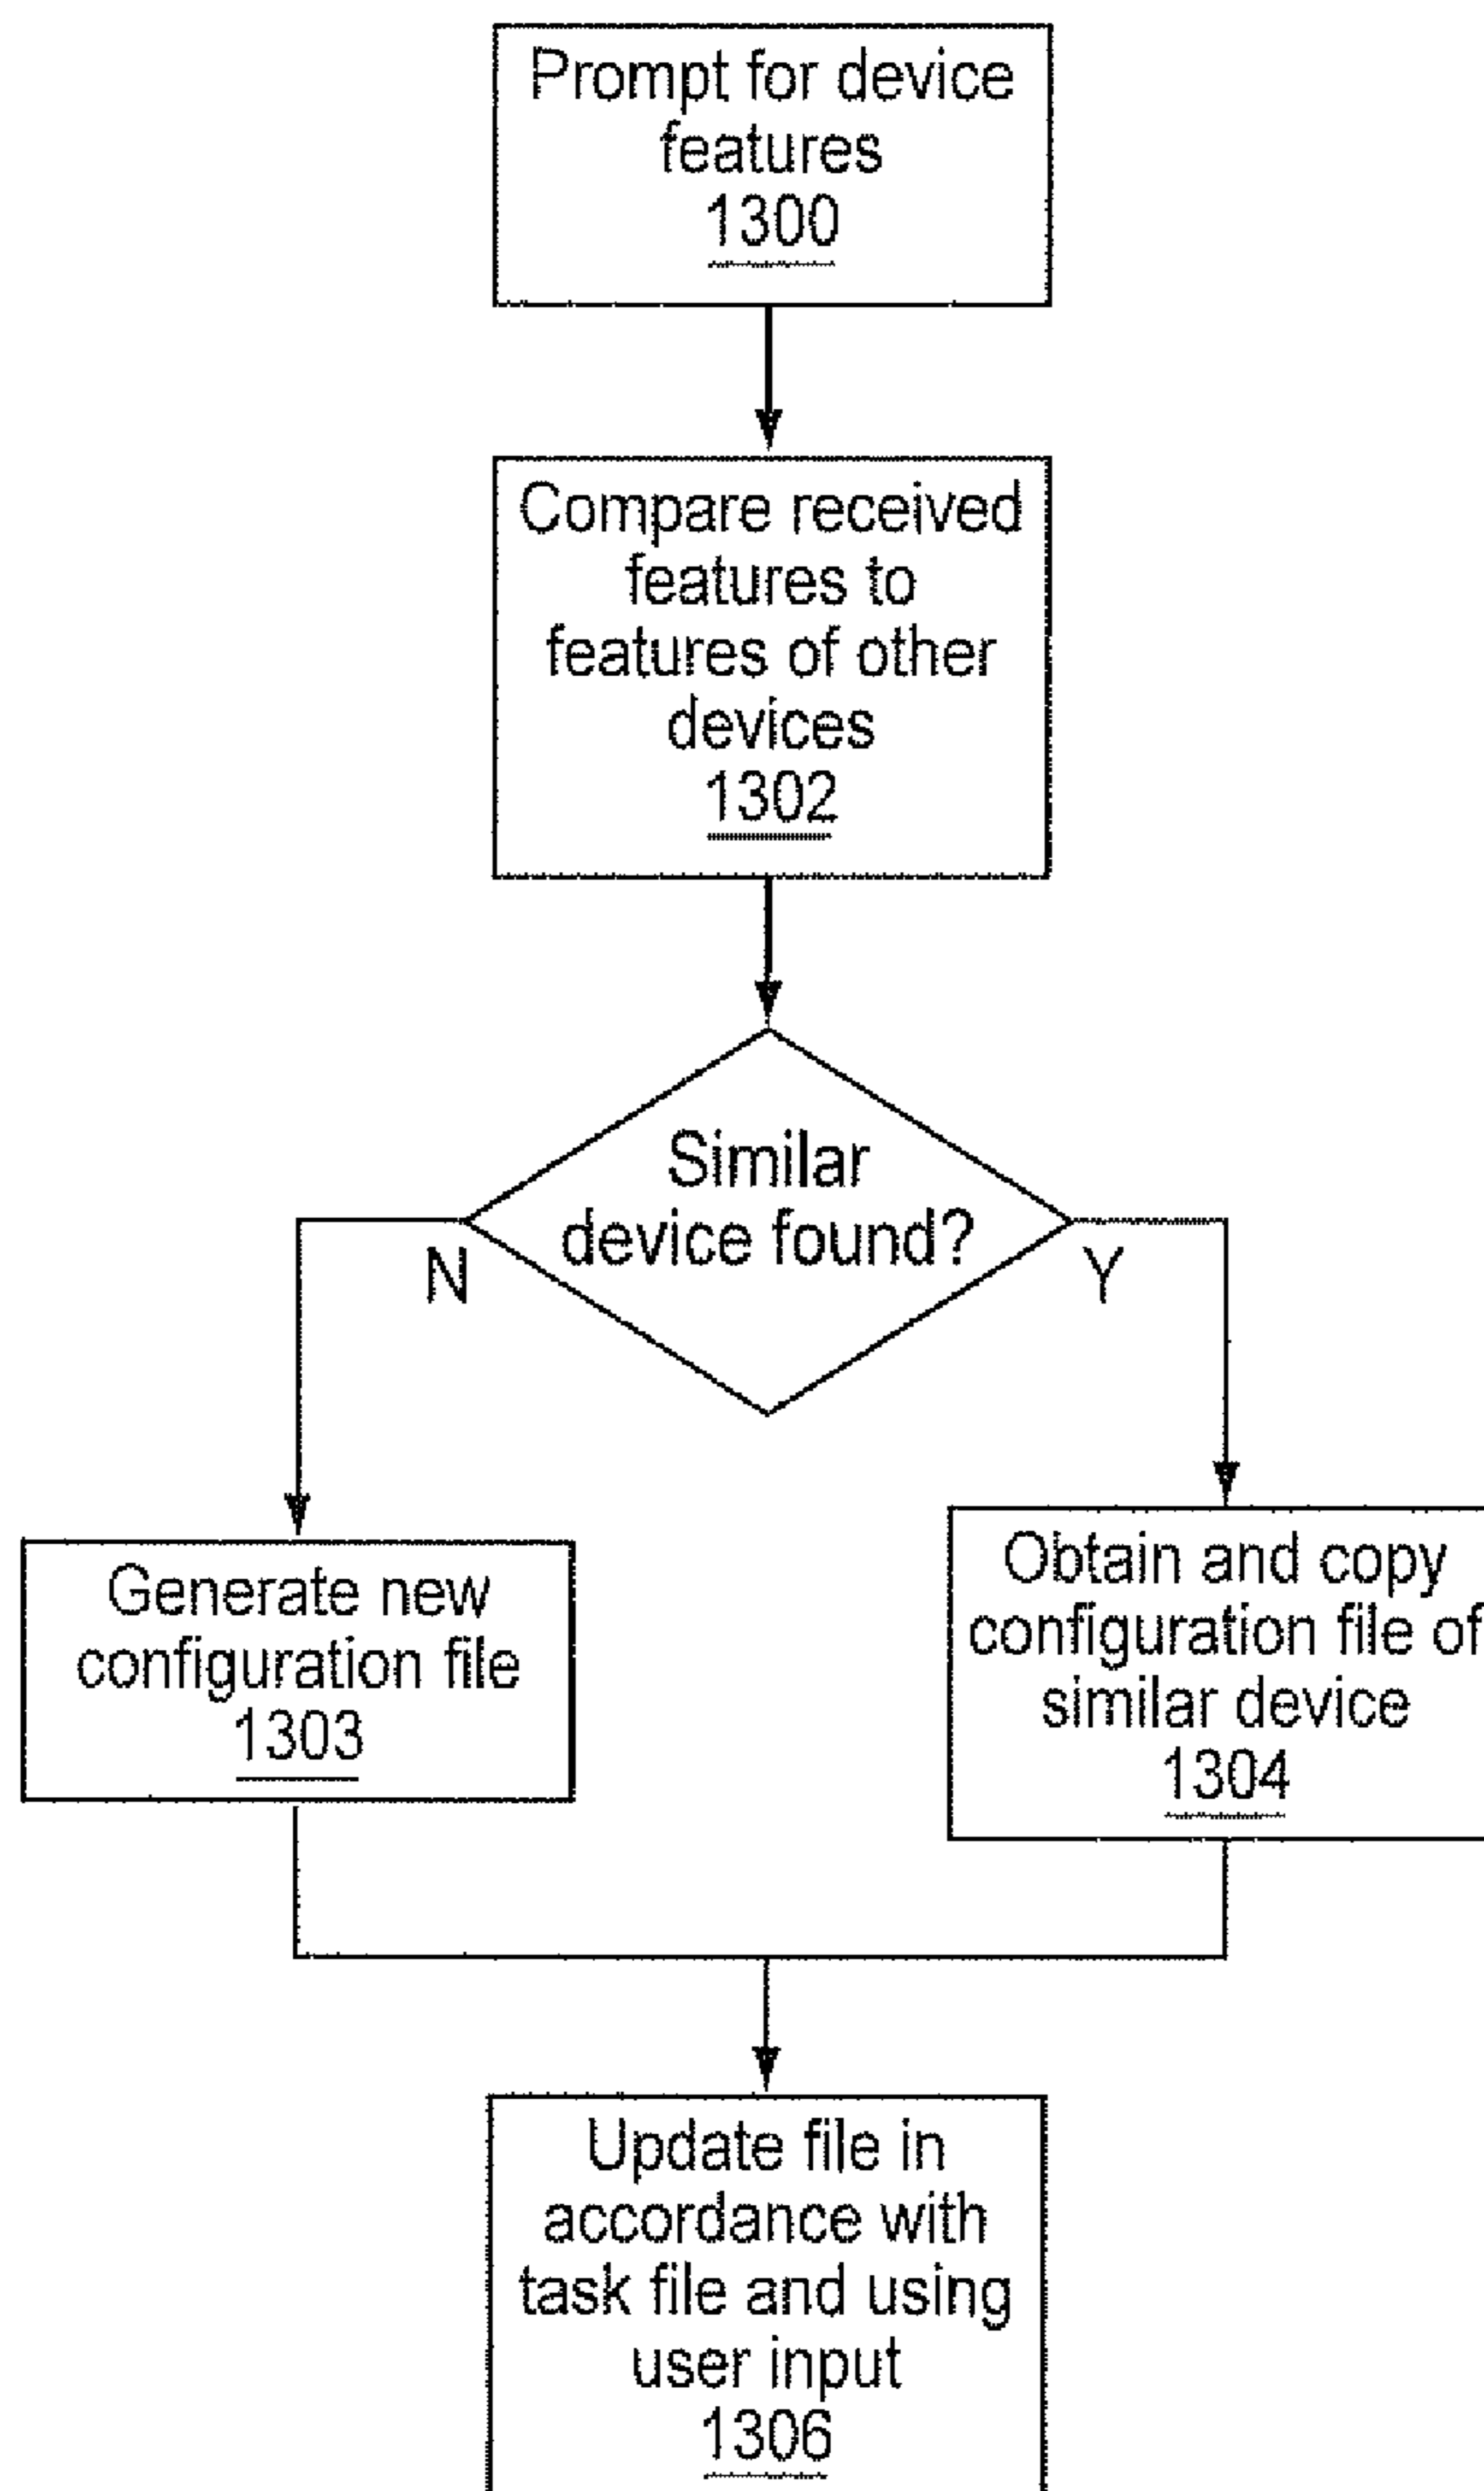 Prompt for device
features
1300
Compare received
features to
features of other
devices
1302
Similar
device found?
N
Y
Generate new
configuration file
1303
Obtain and copy
configuration file of
similar device
1304
Update file in
accordance with
task file and using
user input
1306